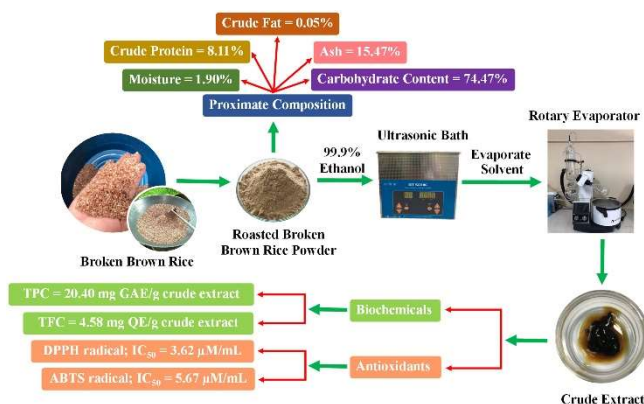 Crude Fat = 0.05%
Crude Protein = 8.11%
Ash = 15.47%
Moisture = 1.90%
Carbohydrate Content = 74.47%
Proximate Composition
Rotary Evaporator
Ultrasonic Bath
99.9%
Ethanol
Evaporate
Solvent
Roasted Broken
Brown Rice Powder
Broken Brown Rice
TPC = 20.40 mg GAE/g crude extract
Biochemicals
TFC = 4.58 mg QE/g crude extract
DPPH radical; IC50 = 3.62 µM/mL
Antioxidants
ABTS radical; IC50 = 5.67 µM/mL
Crude Extract